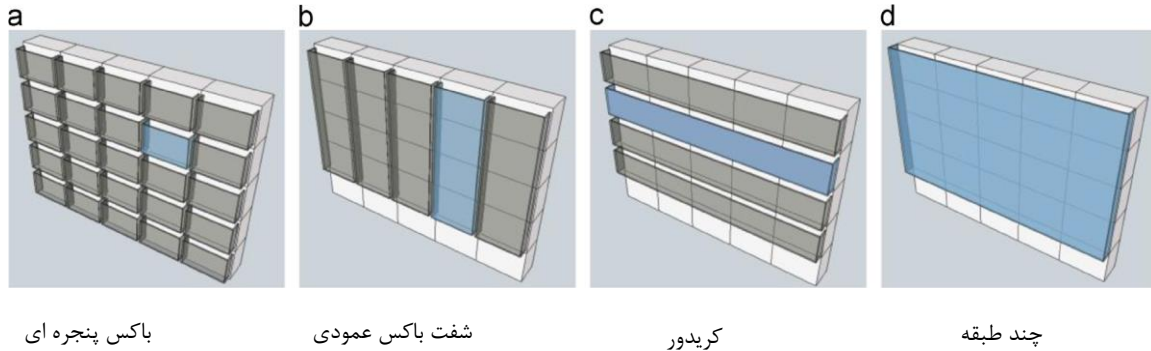 a b c d
باکس پنجره ای
شفت باکس عمودی
کریدور
چند طبقه